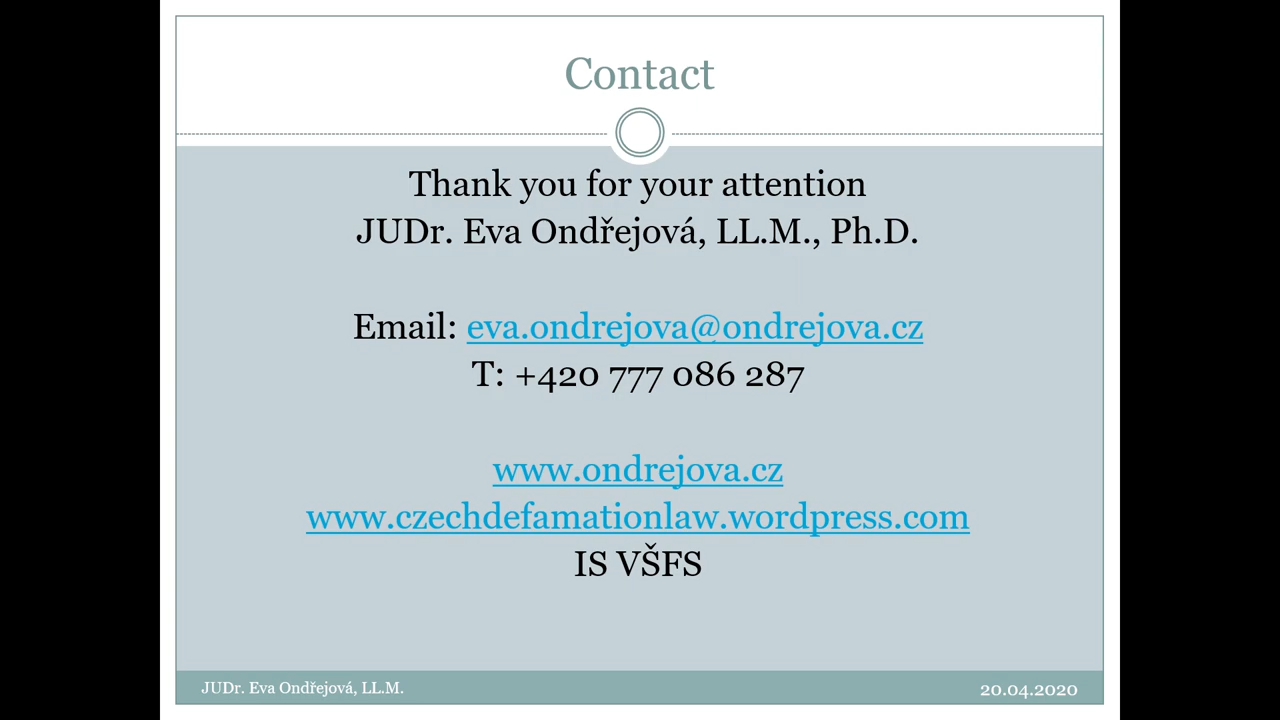 Contact
Thank you for your attention
JUDr. Eva Ondřejová, LL.M., Ph.D.
Email: eva.ondrejova@ondrejova.cz
T: +420 777 086 287
www.ondrejova.cz
www.czechdefamationlaw.wordpress.com
IS VŠFS
JUDr. Eva Ondřejová, LL.M.
20.04.2020